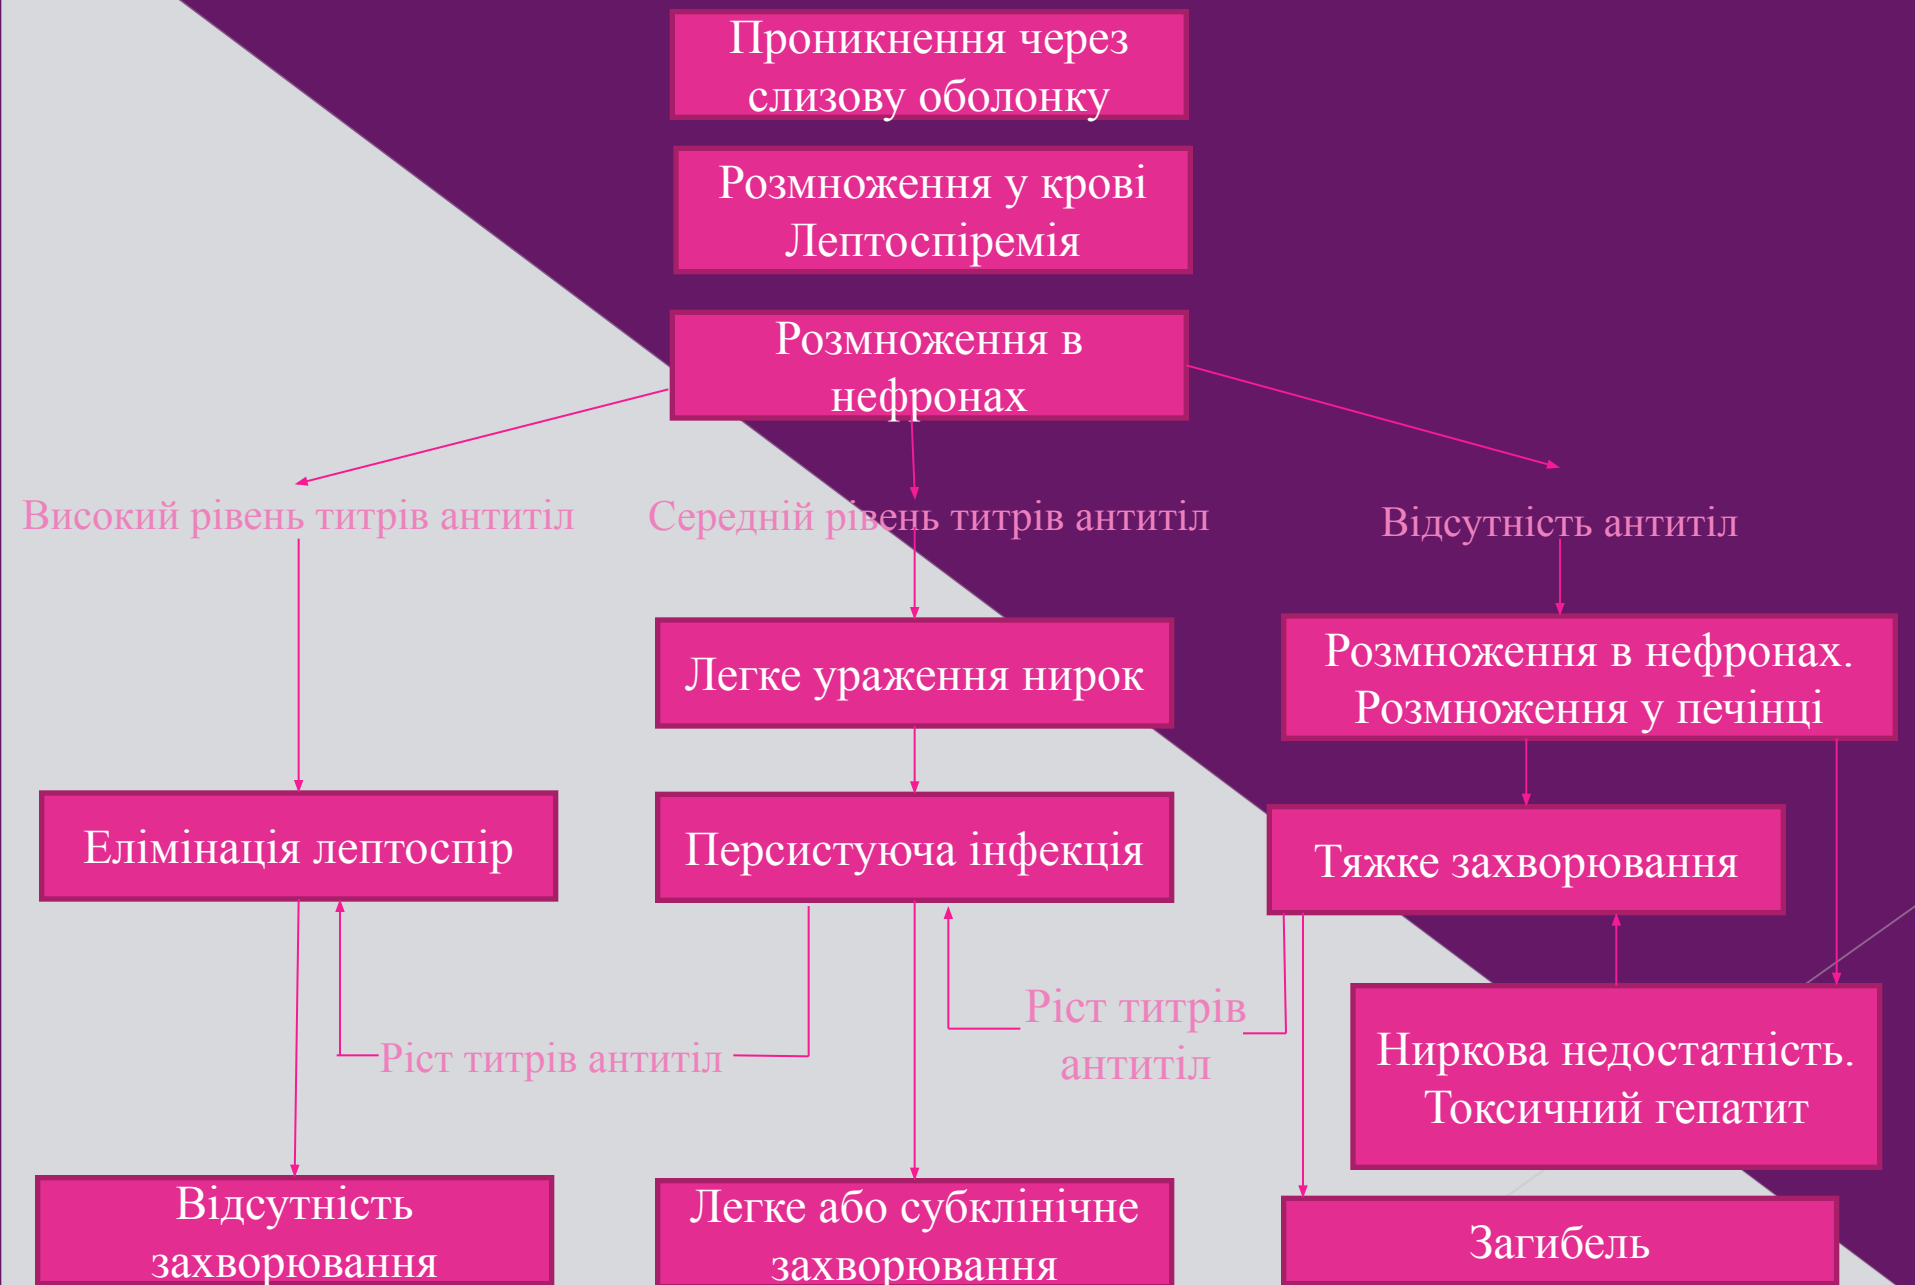 Проникнення через
слизову оболонку
Розмноження у крові
Лептоспіремія
Розмноження в
нефронах
Високий рівень титрів антитіл
Середній рівень титрів антитіл
Відсутність антитіл
Легке ураження нирок
Розмноження в нефронах.
Розмноження у печінці
Елімінація лептоспір
Персистуюча інфекція
Тяжке захворювання
Ріст титрів антитіл
Ріст титрів
антитіл
Ниркова недостатність.
Токсичний гепатит
Відсутність
захворювання
Легке або субклінічне
захворювання
Загибель